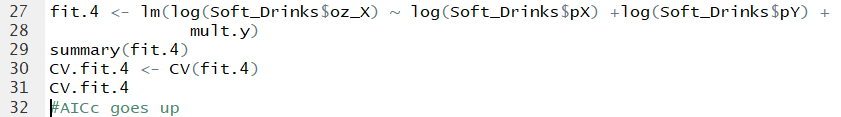 27 fit.4 <- lm(log(Soft_Drinks$oz_X) ~ log(Soft_Drinks$pX) +log(Soft_Drinks$pY) +
28 mult.y)
29 summary(fit.4)
30 CV.fit.4 <- CV(fit.4)
31 CV.fit.4
32 #AICc goes up